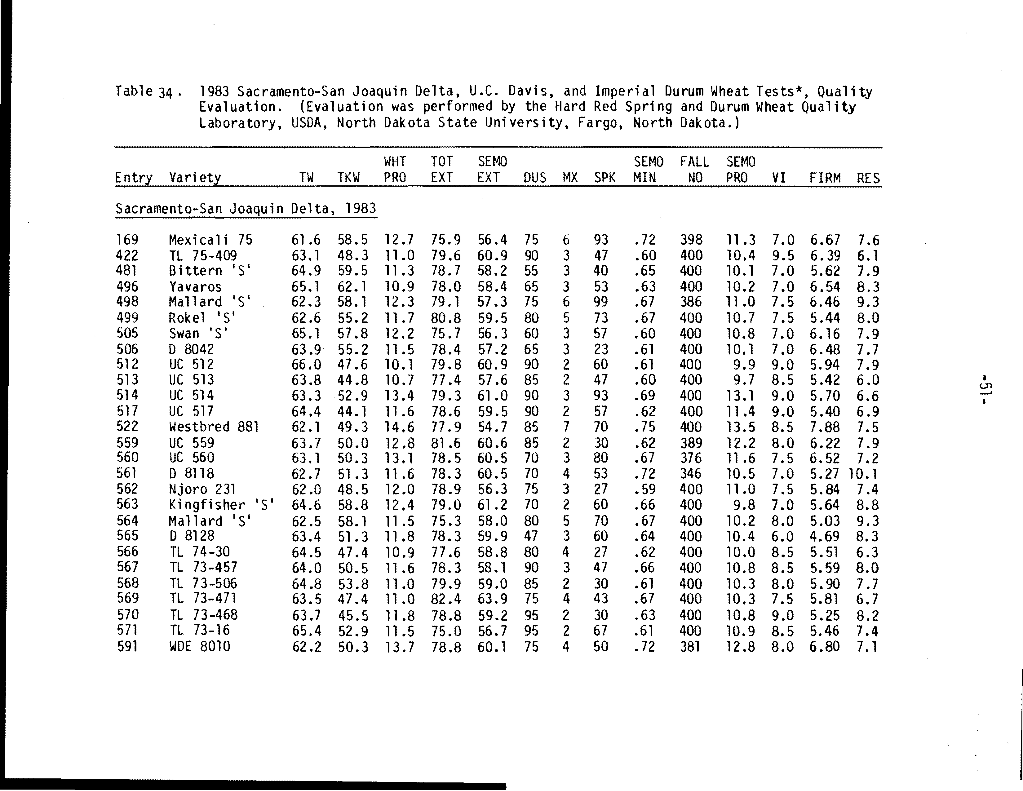 Table 34. 1983 Sacramento-San Joaquin Delta, U.C. Davis, and Imperial Durum Wheat Tests*, Quality
Evaluation. (Evaluation was performed by the Hard Red Spring and Durum Wheat Quality
Laboratory, USDA, North Dakota State University, Fargo, North Dakota.)
WHT TOT SEMO SEMO FALL SEMO
Entry Variety TW TKW PRO EXT EXT DUS MX SPK MIN NO PRO VI FIRM RES
Sacramento-San Joaquin Delta, 1983
169 Mexicali 75 61.6 58.5 12.7 75.9 56.4 75 6 93 .72 398 11.3 7.0 6.67 7.6
422 TL 75-409 63.1 48.3 11.0 79.6 60.9 90 3 47 .60 400 10.4 9.5 6.39 6.1
481 Bittern 'S' 64.9 59.5 11.3 78.7 58.2 55 3 40 .65 400 10.1 7.0 5.62 7.9
496 Yavaros 65.1 62.1 10.9 78.0 58.4 65 3 53 .63 400 10.2 7.0 6.54 8.3
498 Mallard 'S' 62.3 58.1 12.3 79.1 57.3 75 6 99 .67 386 11.0 7.5 6.46 9.3
499 Rokel 'S' 62.6 55.2 11.7 80.8 59.5 80 5 73 .67 400 10.7 7.5 5.44 8.0
505 Swan 'S' 65.1 57.8 12.2 75.7 56.3 60 3 57 .60 400 10.8 7.0 6.16 7.9
506 D 8042 63.9 55.2 11.5 78.4 57.2 65 3 23 .61 400 10.1 7.0 6.48 7.7
512 UC 512 66.0 47.6 10.1 79.8 60.9 90 2 60 .61 400 9.9 9.0 5.94 7.9
513 UC 513 63.8 44.8 10.7 77.4 57.6 85 2 47 .60 400 9.7 8.5 5.42 6.0
514 UC 514 63.3 52.9 13.4 79.3 61.0 90 3 93 .69 400 13.1 9.0 5.70 6.6
517 UC 517 64.4 44.1 11.6 78.6 59.5 90 2 57 .62 400 11.4 9.0 5.40 6.9
522 Westbred 881 62.1 49.3 14.6 77.9 54.7 85 7 70 .75 400 13.5 8.5 7.88 7.5
559 UC 559 63.7 50.0 12.8 81.6 60.6 85 2 30 .62 389 12.2 8.0 6.22 7.9
560 UC 560 63.1 50.3 13.1 78.5 60.5 70 3 80 .67 376 11.6 7.5 6.52 7.2
561 D 8118 62.7 51.3 11.6 78.3 60.5 70 4 53 .72 346 10.5 7.0 5.27 10.1
562 Njoro 231 62.0 48.5 12.0 78.9 56.3 75 3 27 .59 400 11.0 7.5 5.84 7.4
563 Kingfisher 'S' 64.6 58.8 12.4 79.0 61.2 70 2 60 .66 400 9.8 7.0 5.64 8.8
564 Mallard 'S' 62.5 58.1 11.5 75.3 58.0 80 5 70 .67 400 10.2 8.0 5.03 9.3
565 D 8128 63.4 51.3 11.8 78.3 59.9 47 3 60 .64 400 10.4 6.0 4.69 8.3
566 TL 74-30 64.5 47.4 10.9 77.6 58.8 80 4 27 .62 400 10.0 8.5 5.51 6.3
567 TL 73-457 64.0 50.5 11.6 78.3 58.1 90 3 47 .66 400 10.8 8.5 5.59 8.0
568 TL 73-506 64.8 53.8 11.0 79.9 59.0 85 2 30 .61 400 10.3 8.0 5.90 7.7
569 TL 73-471 63.5 47.4 11.0 82.4 63.9 75 4 43 .67 400 10.3 7.5 5.81 6.7
570 TL 73-468 63.7 45.5 11.8 78.8 59.2 95 2 30 .63 400 10.8 9.0 5.25 8.2
571 TL 73-16 65.4 52.9 11.5 75.0 56.7 95 2 67 .61 400 10.9 8.5 5.46 7.4
591 WDE 8010 62.2 50.3 13.7 78.8 60.1 75 4 50 .72 381 12.8 8.0 6.80 7.1
-51-